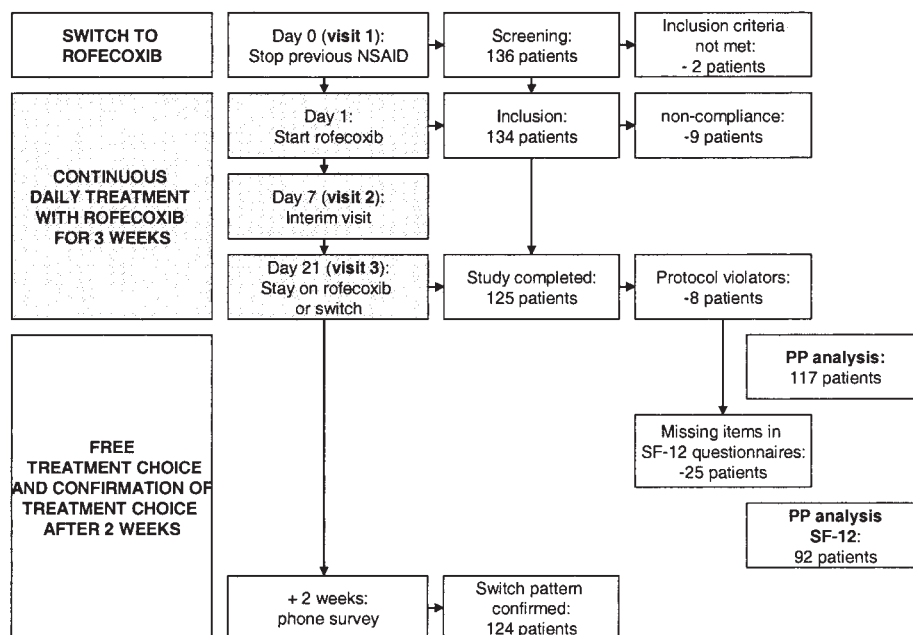 SWITCH TO
ROFECOXIB
Day 0 (visit 1):
Stop previous NSAID
Screening:
136 patients
Inclusion criteria
not met:
- 2 patients
CONTINUOUS
DAILY TREATMENT
WITH ROFECOXIB
FOR 3 WEEKS
Day 1:
Start rofecoxib
Inclusion:
134 patients
non-compliance:
-9 patients
Day 7 (visit 2):
Interim visit
Day 21 (visit 3):
Stay on rofecoxib
or switch
Study completed:
125 patients
Protocol violators:
-8 patients
PP analysis:
117 patients
FREE
TREATMENT CHOICE
AND CONFIRMATION OF
TREATMENT CHOICE
AFTER 2 WEEKS
Missing items in
SF-12 questionnaires:
-25 patients
PP analysis
SF-12:
92 patients
+ 2 weeks:
phone survey
Switch pattern
confirmed:
124 patients